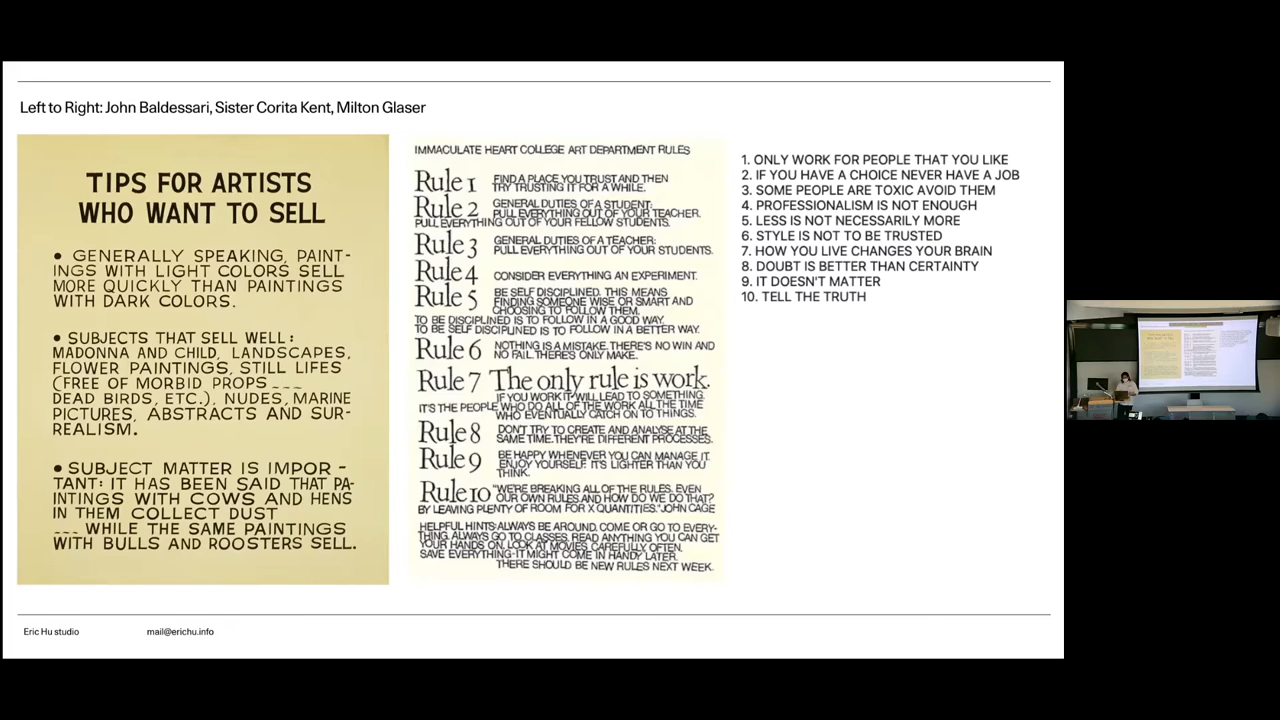 Left to Right: John Baldessari, Sister Corita Kent, Milton Glaser
TIPS FOR ARTISTS
WHO WANT TO SELL
• GENERALLY SPEAKING, PAINT-
INGS WITH LIGHT COLORS SELL
MORE QUICKLY THAN PAINTINGS
WITH DARK COLORS.
• SUBJECTS THAT SELL WELL:
MADONNA AND CHILD, LANDSCAPES,
FLOWER PAINTINGS, STILL LIFES
(FREE OF MORBID PROPS ___
DEAD BIRDS, ETC.), NUDES, MARINE
PICTURES, ABSTRACTS AND SUR-
REALISM.
• SUBJECT MATTER IS IMPOR-
TANT: IT HAS BEEN SAID THAT PA-
INTINGS WITH COWS AND HENS
IN THEM COLLECT DUST
___ WHILE THE SAME PAINTINGS
WITH BULLS AND ROOSTERS SELL.
IMMACULATE HEART COLLEGE ART DEPARTMENT RULES
Rule 1 FIND A PLACE YOU TRUST AND THEN
TRY TRUSTING IT FOR A WHILE.
Rule 2 GENERAL DUTIES OF A STUDENT:
PULL EVERYTHING OUT OF YOUR TEACHER.
PULL EVERYTHING OUT OF YOUR FELLOW STUDENTS.
Rule 3 GENERAL DUTIES OF A TEACHER:
PULL EVERYTHING OUT OF YOUR STUDENTS.
Rule 4 CONSIDER EVERYTHING AN EXPERIMENT.
Rule 5 BE SELF DISCIPLINED. THIS MEANS
FINDING SOMEONE WISE OR SMART AND
CHOOSING TO FOLLOW THEM.
TO BE DISCIPLINED IS TO FOLLOW IN A GOOD WAY.
TO BE SELF DISCIPLINED IS TO FOLLOW IN A BETTER WAY.
Rule 6 NOTHING IS A MISTAKE. THERE'S NO WIN AND
NO FAIL. THERE'S ONLY MAKE.
Rule 7 The only rule is work.
IF YOU WORK IT WILL LEAD TO SOMETHING.
IT'S THE PEOPLE WHO DO ALL OF THE WORK ALL THE TIME
WHO EVENTUALLY CATCH ON TO THINGS.
Rule 8 DON'T TRY TO CREATE AND ANALYSE AT THE
SAME TIME. THEY'RE DIFFERENT PROCESSES.
Rule 9 BE HAPPY WHENEVER YOU CAN MANAGE IT.
ENJOY YOURSELF. IT'S LIGHTER THAN YOU
THINK.
Rule 10 "WE'RE BREAKING ALL OF THE RULES. EVEN
OUR OWN RULES AND HOW DO WE DO THAT?
BY LEAVING PLENTY OF ROOM FOR X QUANTITIES." JOHN CAGE
HELPFUL HINTS: ALWAYS BE AROUND. COME OR GO TO EVERY-
THING. ALWAYS GO TO CLASSES. READ ANYTHING YOU CAN GET
YOUR HANDS ON. LOOK AT MOVIES CAREFULLY, OFTEN.
SAVE EVERYTHING-IT MIGHT COME IN HANDY LATER.
THERE SHOULD BE NEW RULES NEXT WEEK.
1. ONLY WORK FOR PEOPLE THAT YOU LIKE
2. IF YOU HAVE A CHOICE NEVER HAVE A JOB
3. SOME PEOPLE ARE TOXIC AVOID THEM
4. PROFESSIONALISM IS NOT ENOUGH
5. LESS IS NOT NECESSARILY MORE
6. STYLE IS NOT TO BE TRUSTED
7. HOW YOU LIVE CHANGES YOUR BRAIN
8. DOUBT IS BETTER THAN CERTAINTY
9. IT DOESN'T MATTER
10. TELL THE TRUTH
Eric Hu studio
mail@erichu.info